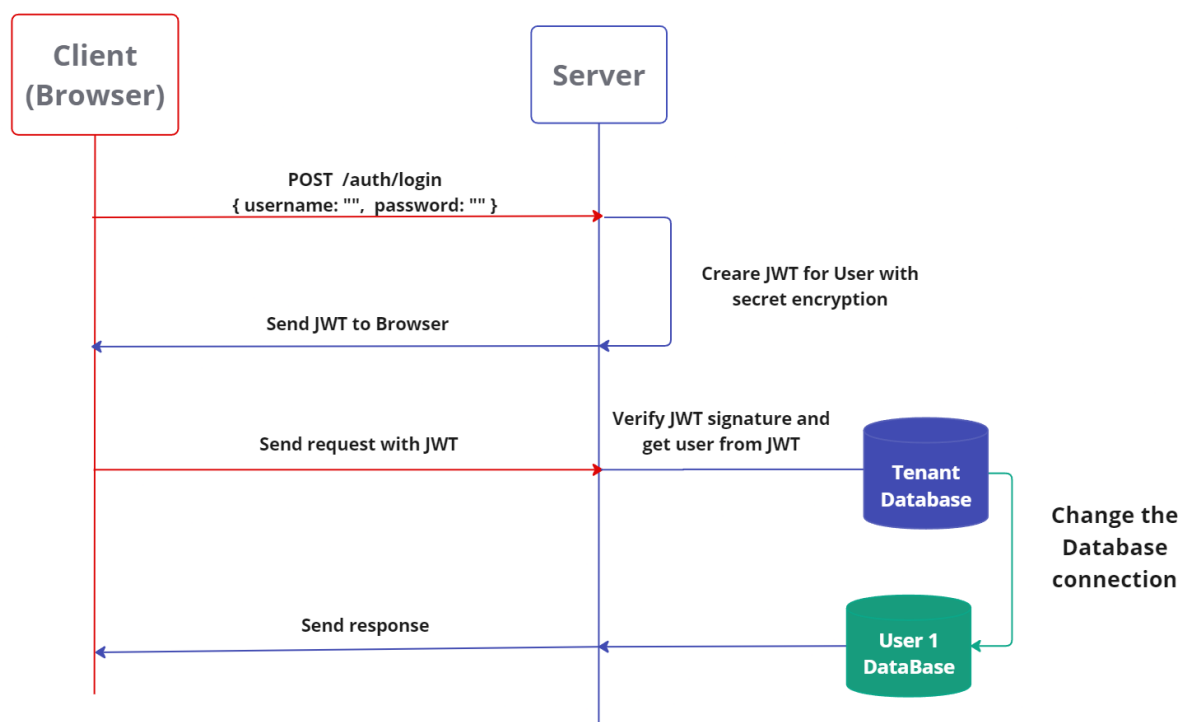 Client
(Browser)
Server
POST  /auth/login
{ username: "",  password: "" }
Creare JWT for User with
secret encryption
Send JWT to Browser
Verify JWT signature and
get user from JWT
Send request with JWT
Tenant
Database
Change the
Database
connection
Send response
User 1
DataBase